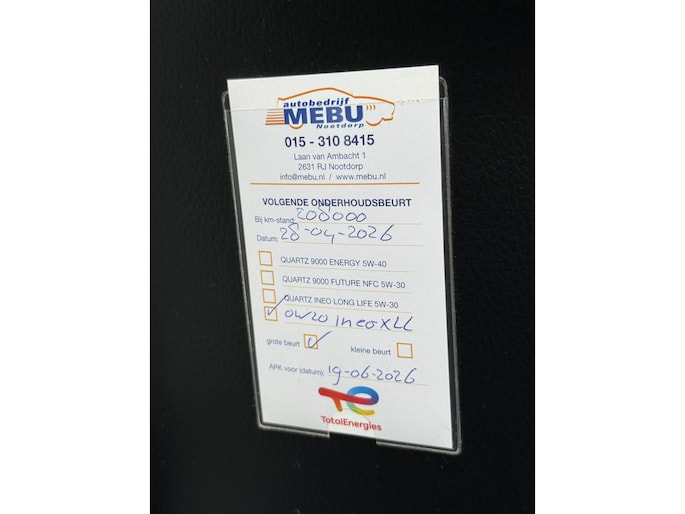 autobedrijf
MEBU
Nootdorp
015 - 310 8415
Laan van Ambacht 1
2631 RJ Nootdorp
info@mebu.nl / www.mebu.nl
VOLGENDE ONDERHOUDSBEURT
Bij km-stand: 208000
Datum: 28-04-2026
QUARTZ 9000 ENERGY 5W-40
QUARTZ 9000 FUTURE NFC 5W-30
QUARTZ INEO LONG LIFE 5W-30
0W20 ineo XLL
grote beurt kleine beurt
APK voor (datum): 19-06-2026
TotalEnergies